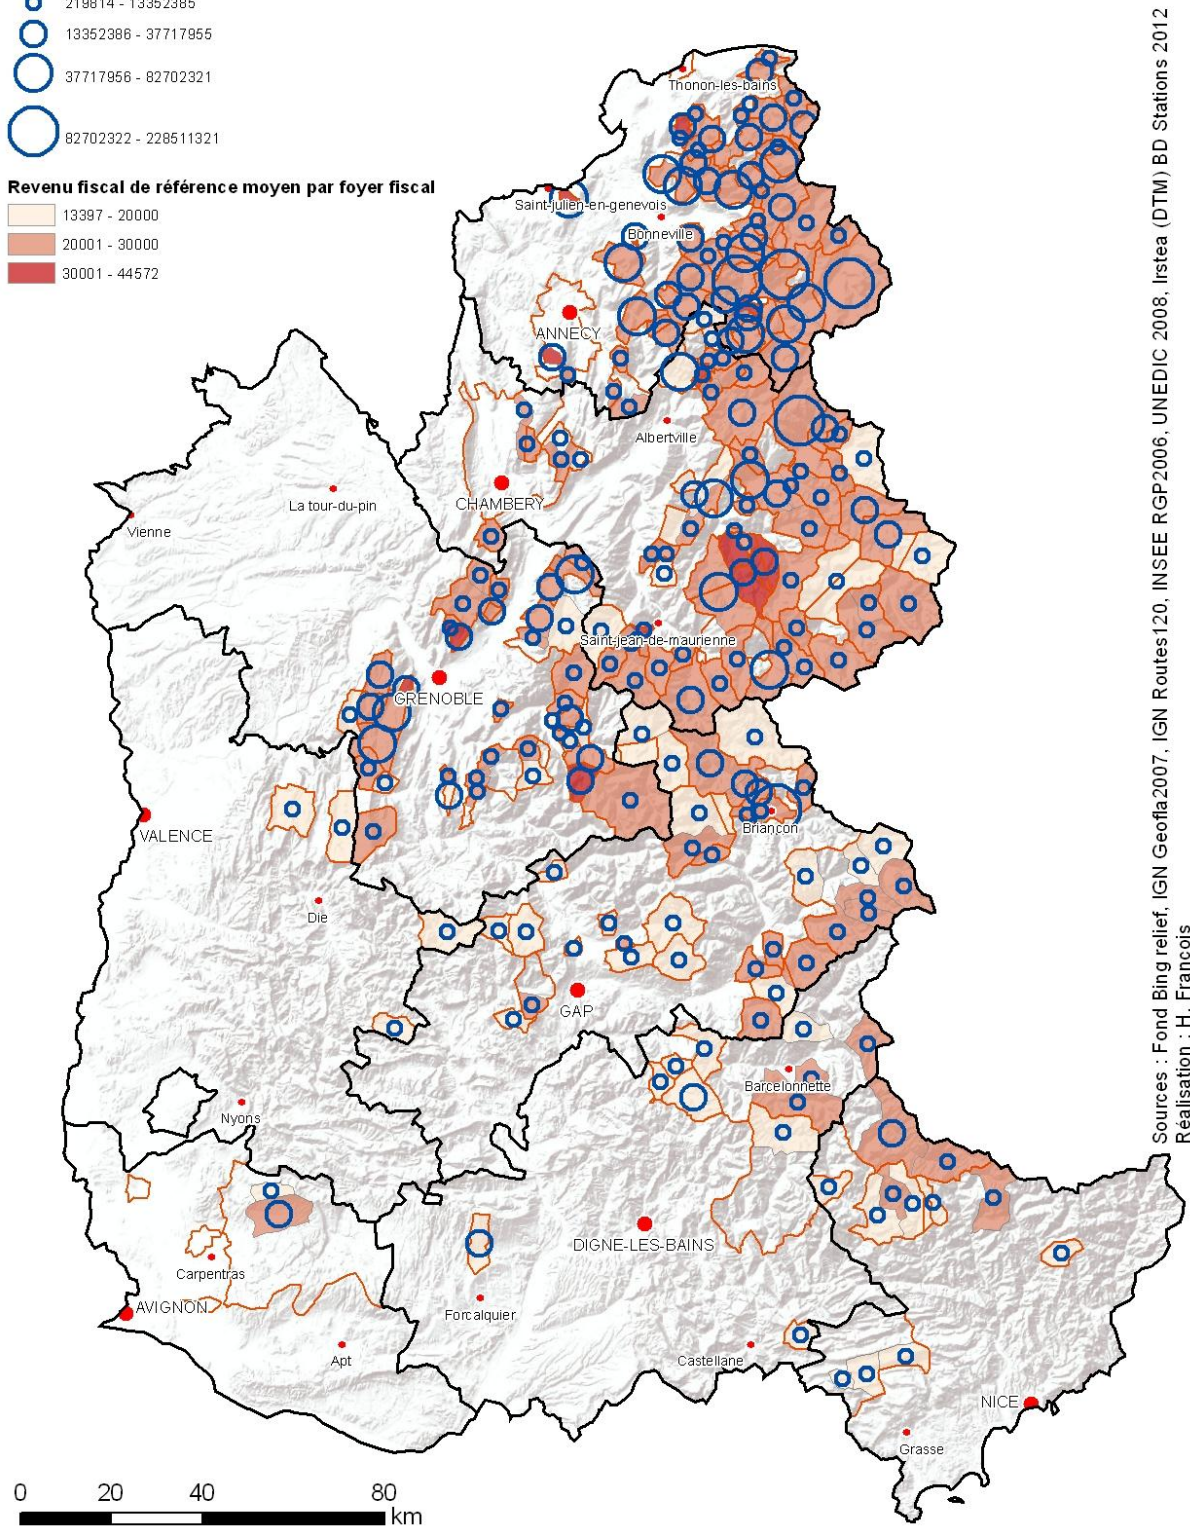 219814 - 13352385
13352386 - 37717955
37717956 - 82702321
82702322 - 228511321
Revenu fiscal de référence moyen par foyer fiscal
13397 - 20000
20001 - 30000
30001 - 44572
Thonon-les-bains
Saint-julien-en-genevois
Bonneville
ANNECY
Albertville
CHAMBERY
La tour-du-pin
Vienne
Saint-jean-de-maurienne
GRENOBLE
VALENCE
Briançon
Die
GAP
Barcelonnette
Nyons
DIGNE-LES-BAINS
Carpentras
AVIGNON
Forcalquier
Apt
Castellane
NICE
Grasse
0 20 40 80
km
Sources : Fond Bing relief, IGN Geofla2007, IGN Routes120, INSEE RGP2006, UNEDIC 2008, Irstea (DTM) BD Stations 2012
Réalisation : H. François